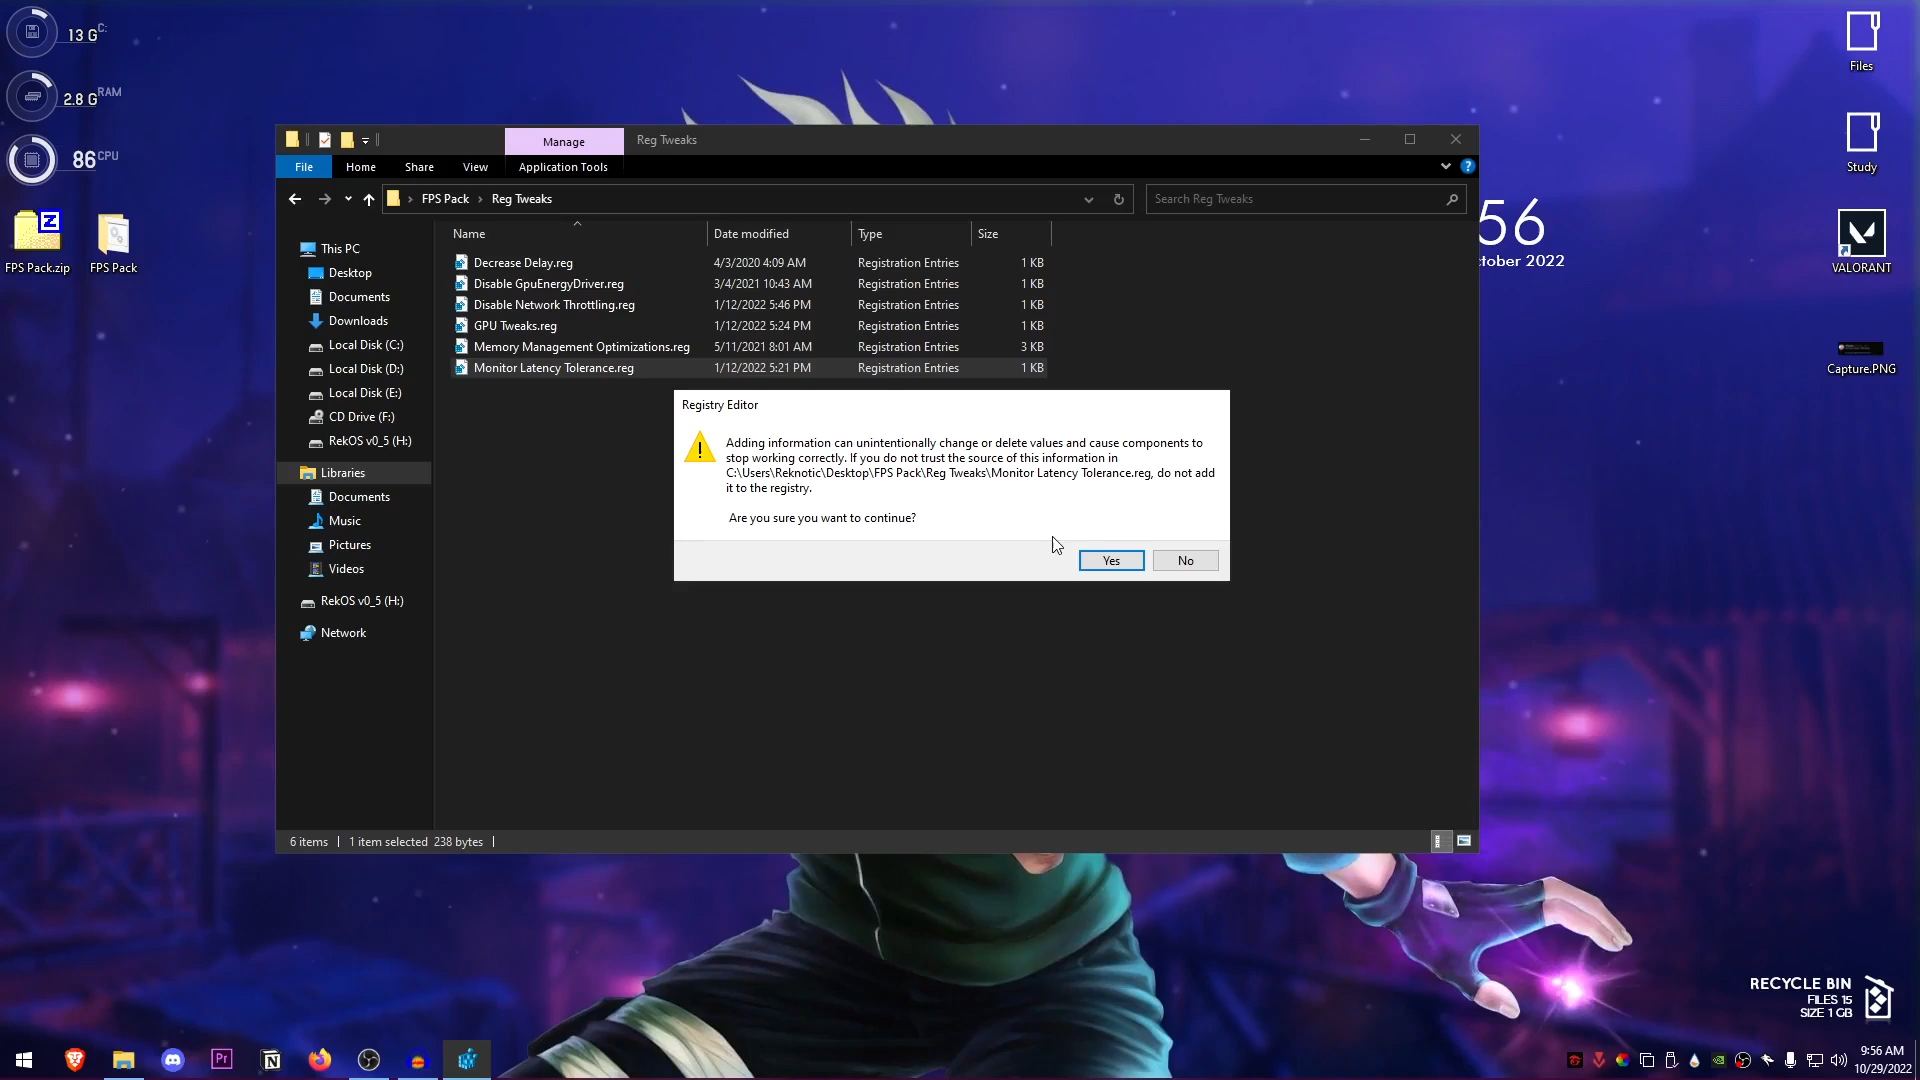 13 G
C:
2.8 G
RAM
86
CPU
FPS Pack.zip
FPS Pack
Files
Study
VALORANT
Capture.PNG
56
tober 2022
Manage
Reg Tweaks
File
Home
Share
View
Application Tools
FPS Pack
Reg Tweaks
Search Reg Tweaks
Name
Date modified
Type
Size
Decrease Delay.reg 4/3/2020 4:09 AM Registration Entries 1 KB
Disable GpuEnergyDriver.reg 3/4/2021 10:43 AM Registration Entries 1 KB
Disable Network Throttling.reg 1/12/2022 5:46 PM Registration Entries 1 KB
GPU Tweaks.reg 1/12/2022 5:24 PM Registration Entries 1 KB
Memory Management Optimizations.reg 5/11/2021 8:01 AM Registration Entries 3 KB
Monitor Latency Tolerance.reg 1/12/2022 5:21 PM Registration Entries 1 KB
This PC
Desktop
Documents
Downloads
Local Disk (C:)
Local Disk (D:)
Local Disk (E:)
CD Drive (F:)
RekOS v0_5 (H:)
Libraries
Documents
Music
Pictures
Videos
RekOS v0_5 (H:)
Network
Registry Editor
Adding information can unintentionally change or delete values and cause components to
stop working correctly. If you do not trust the source of this information in
C:\Users\Reknotic\Desktop\FPS Pack\Reg Tweaks\Monitor Latency Tolerance.reg, do not add
it to the registry.
Are you sure you want to continue?
Yes
No
6 items
1 item selected 238 bytes
RECYCLE BIN
FILES 15
SIZE 1 GB
Pr
9:56 AM
10/29/2022